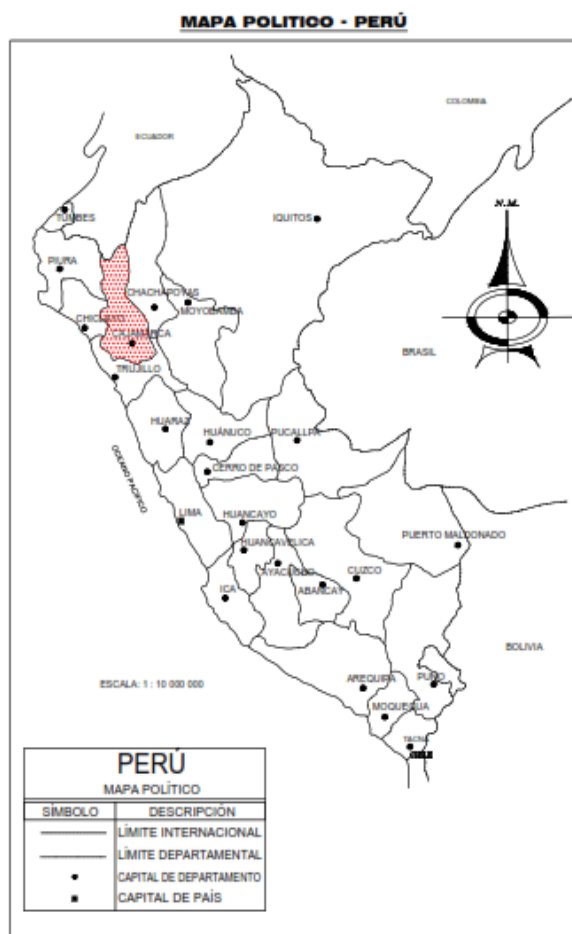 MAPA POLITICO - PERÚ
COLOMBIA
ECUADOR
N.M.
TUMBES
IQUITOS
PIURA
CHACHAPOYAS
MOYOBAMBA
CHICLAYO
CAJAMARCA
BRASIL
TRUJILLO
HUARAZ
HUÁNUCO
PUCALLPA
CERRO DE PASCO
OCEANO PACIFICO
LIMA
HUANCAYO
PUERTO MALDONADO
HUANCAVELICA
AYACUCHO
CUZCO
ABANCAY
ICA
BOLIVIA
ESCALA: 1 : 10 000 000
AREQUIPA
PUNO
MOQUEGUA
TACNA
CHILE
PERÚ
MAPA POLÍTICO
SÍMBOLO DESCRIPCIÓN
LÍMITE INTERNACIONAL
LÍMITE DEPARTAMENTAL
CAPITAL DE DEPARTAMENTO
CAPITAL DE PAÍS